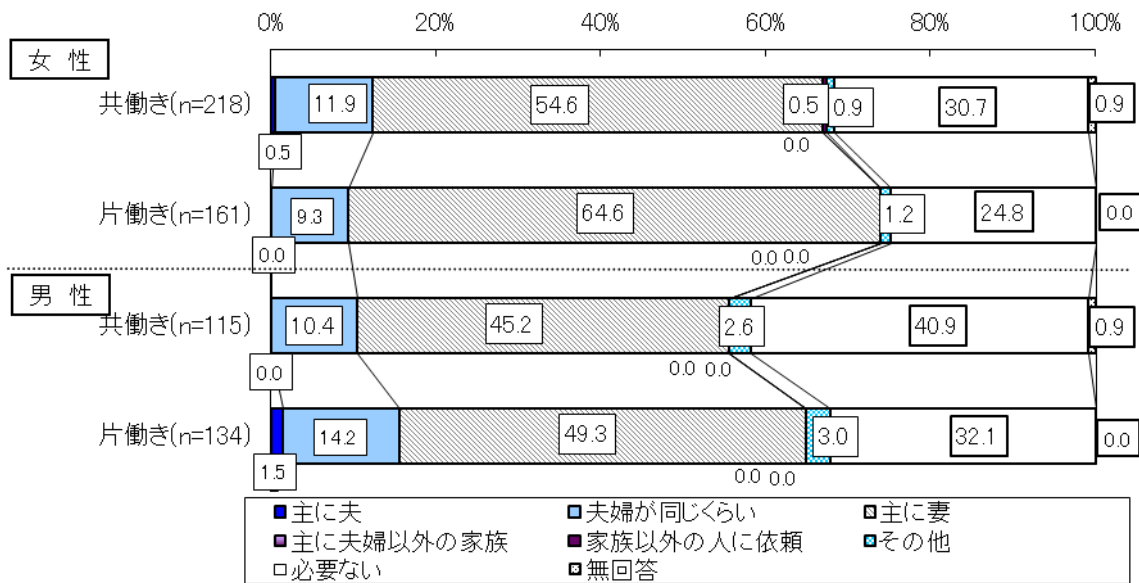 0% 20% 40% 60% 80% 100%
女 性
共働き(n=218) 11.9 54.6 0.5 0.9 30.7 0.9
0.5 0.0
片働き(n=161) 9.3 64.6 1.2 24.8 0.0
0.0 0.0 0.0
男 性
共働き(n=115) 10.4 45.2 2.6 40.9 0.9
0.0 0.0 0.0
片働き(n=134) 14.2 49.3 3.0 32.1 0.0
1.5 0.0 0.0
主に夫 夫婦が同じくらい 主に妻
主に夫婦以外の家族 家族以外の人に依頼 その他
必要ない 無回答